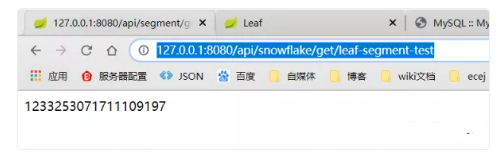 127.0.0.1:8080/api/segment/g
Leaf
MySQL :: My
127.0.0.1:8080/api/snowflake/get/leaf-segment-test
应用 服务器配置 JSON 百度 自媒体 博客 wiki文档 ecej
1233253071711109197